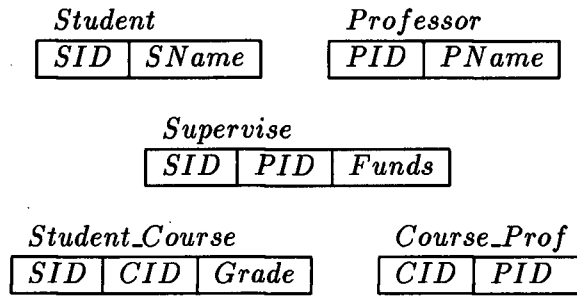 Student Professor
SID SName PID PName
Supervise
SID PID Funds
Student_Course Course_Prof
SID CID Grade CID PID